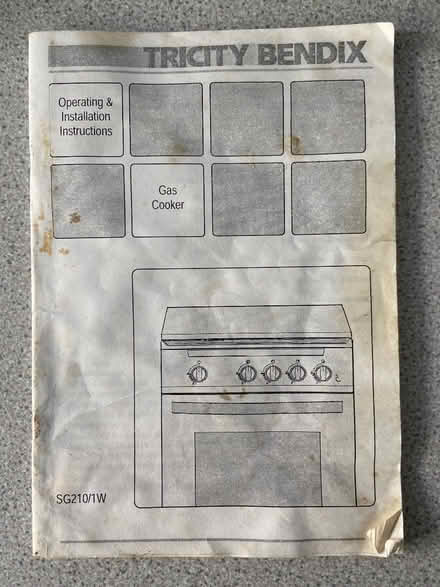 TRICITY BENDIX
Operating &
Installation
Instructions
Gas
Cooker
SG210/1W